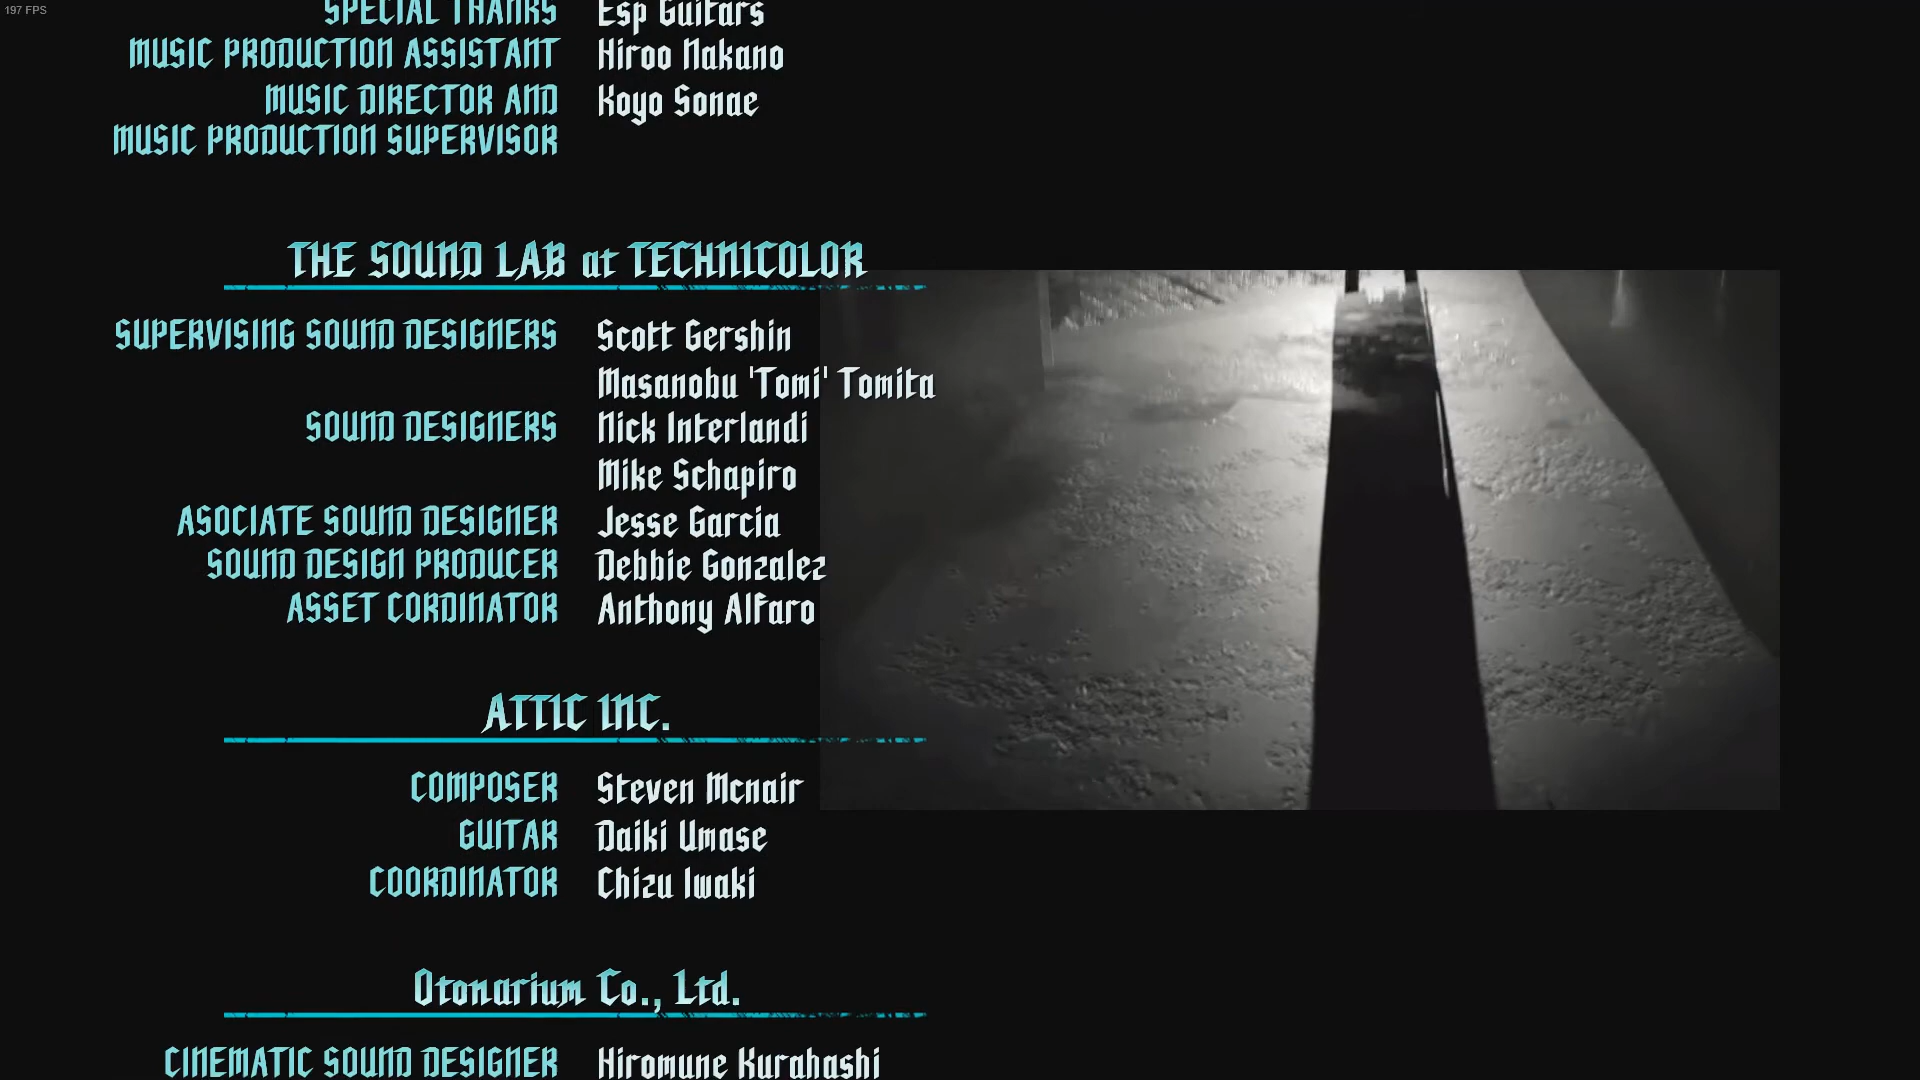 197 FPS
SPECIAL THANKS Esp Guitars
MUSIC PRODUCTION ASSISTANT Hiroo Nakano
MUSIC DIRECTOR AND Koyo Sonae
MUSIC PRODUCTION SUPERVISOR
THE SOUND LAB at TECHNICOLOR
SUPERVISING SOUND DESIGNERS Scott Gershin
Masanobu 'Tomi' Tomita
SOUND DESIGNERS Nick Interlandi
Mike Schapiro
ASOCIATE SOUND DESIGNER Jesse Garcia
SOUND DESIGN PRODUCER Debbie Gonzalez
ASSET CORDINATOR Anthony Alfaro
ATTIC INC.
COMPOSER Steven Mcnair
GUITAR Daiki Umase
COORDINATOR Chizu Iwaki
Otonarium Co., Ltd.
CINEMATIC SOUND DESIGNER Hiromune Kurahashi